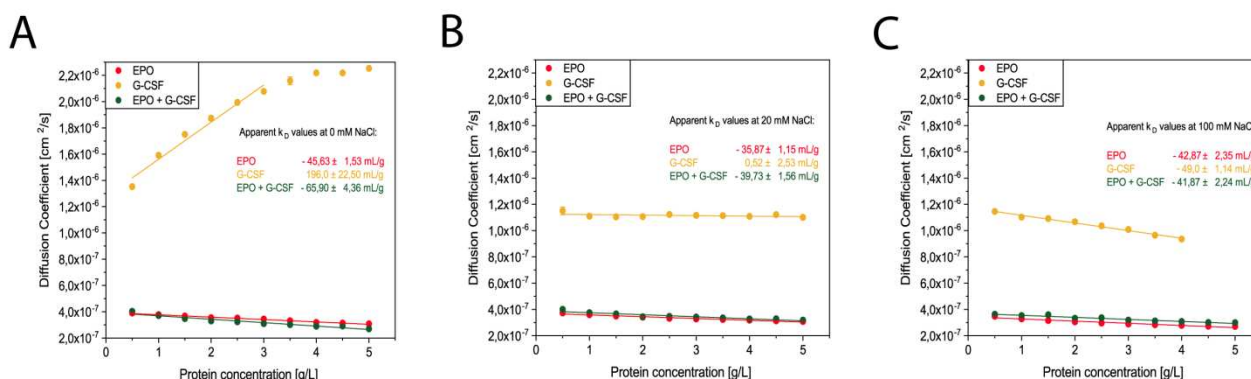 A
EPO
G-CSF
EPO + G-CSF
Diffusion Coefficient [cm²/s]
2,2x10⁻⁶
2,0x10⁻⁶
1,8x10⁻⁶
1,6x10⁻⁶
1,4x10⁻⁶
1,2x10⁻⁶
1,0x10⁻⁶
8,0x10⁻⁷
6,0x10⁻⁷
4,0x10⁻⁷
2,0x10⁻⁷
Apparent k_D values at 0 mM NaCl:
EPO - 45,63 ± 1,53 mL/g
G-CSF 196,0 ± 22,50 mL/g
EPO + G-CSF - 65,90 ± 4,36 mL/g
0 1 2 3 4 5
Protein concentration [g/L]
B
EPO
G-CSF
EPO + G-CSF
Diffusion Coefficient [cm²/s]
2,2x10⁻⁶
2,0x10⁻⁶
1,8x10⁻⁶
1,6x10⁻⁶
1,4x10⁻⁶
1,2x10⁻⁶
1,0x10⁻⁶
8,0x10⁻⁷
6,0x10⁻⁷
4,0x10⁻⁷
2,0x10⁻⁷
Apparent k_D values at 20 mM NaCl:
EPO - 35,87 ± 1,15 mL/g
G-CSF 0,52 ± 2,53 mL/g
EPO + G-CSF - 39,73 ± 1,56 mL/g
0 1 2 3 4 5
Protein concentration [g/L]
C
EPO
G-CSF
EPO + G-CSF
Diffusion Coefficient [cm²/s]
2,2x10⁻⁶
2,0x10⁻⁶
1,8x10⁻⁶
1,6x10⁻⁶
1,4x10⁻⁶
1,2x10⁻⁶
1,0x10⁻⁶
8,0x10⁻⁷
6,0x10⁻⁷
4,0x10⁻⁷
2,0x10⁻⁷
Apparent k_D values at 100 mM NaCl:
EPO - 42,87 ± 2,35 mL/g
G-CSF - 49,0 ± 1,14 mL/g
EPO + G-CSF - 41,87 ± 2,24 mL/g
0 1 2 3 4 5
Protein concentration [g/L]